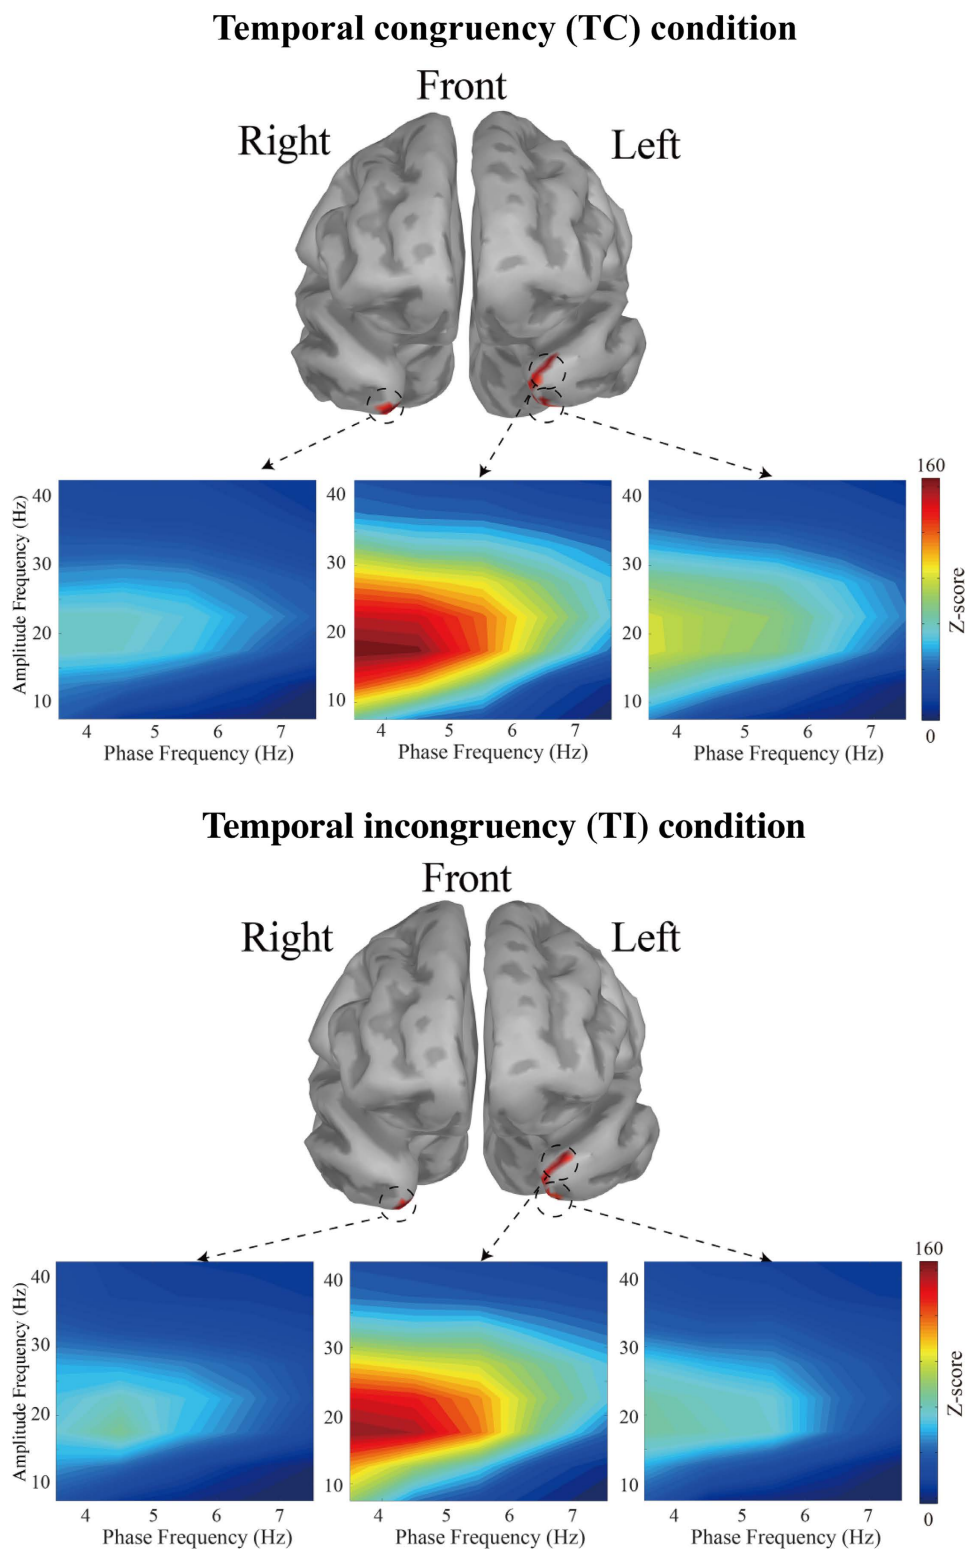 Temporal congruency (TC) condition
Front
Right
Left
Amplitude Frequency (Hz)
40
30
20
10
4
5
6
7
Phase Frequency (Hz)
40
30
20
10
4
5
6
7
Phase Frequency (Hz)
40
30
20
10
4
5
6
7
Phase Frequency (Hz)
160
0
Z-score
Temporal incongruency (TI) condition
Front
Right
Left
Amplitude Frequency (Hz)
40
30
20
10
4
5
6
7
Phase Frequency (Hz)
40
30
20
10
4
5
6
7
Phase Frequency (Hz)
40
30
20
10
4
5
6
7
Phase Frequency (Hz)
160
0
Z-score